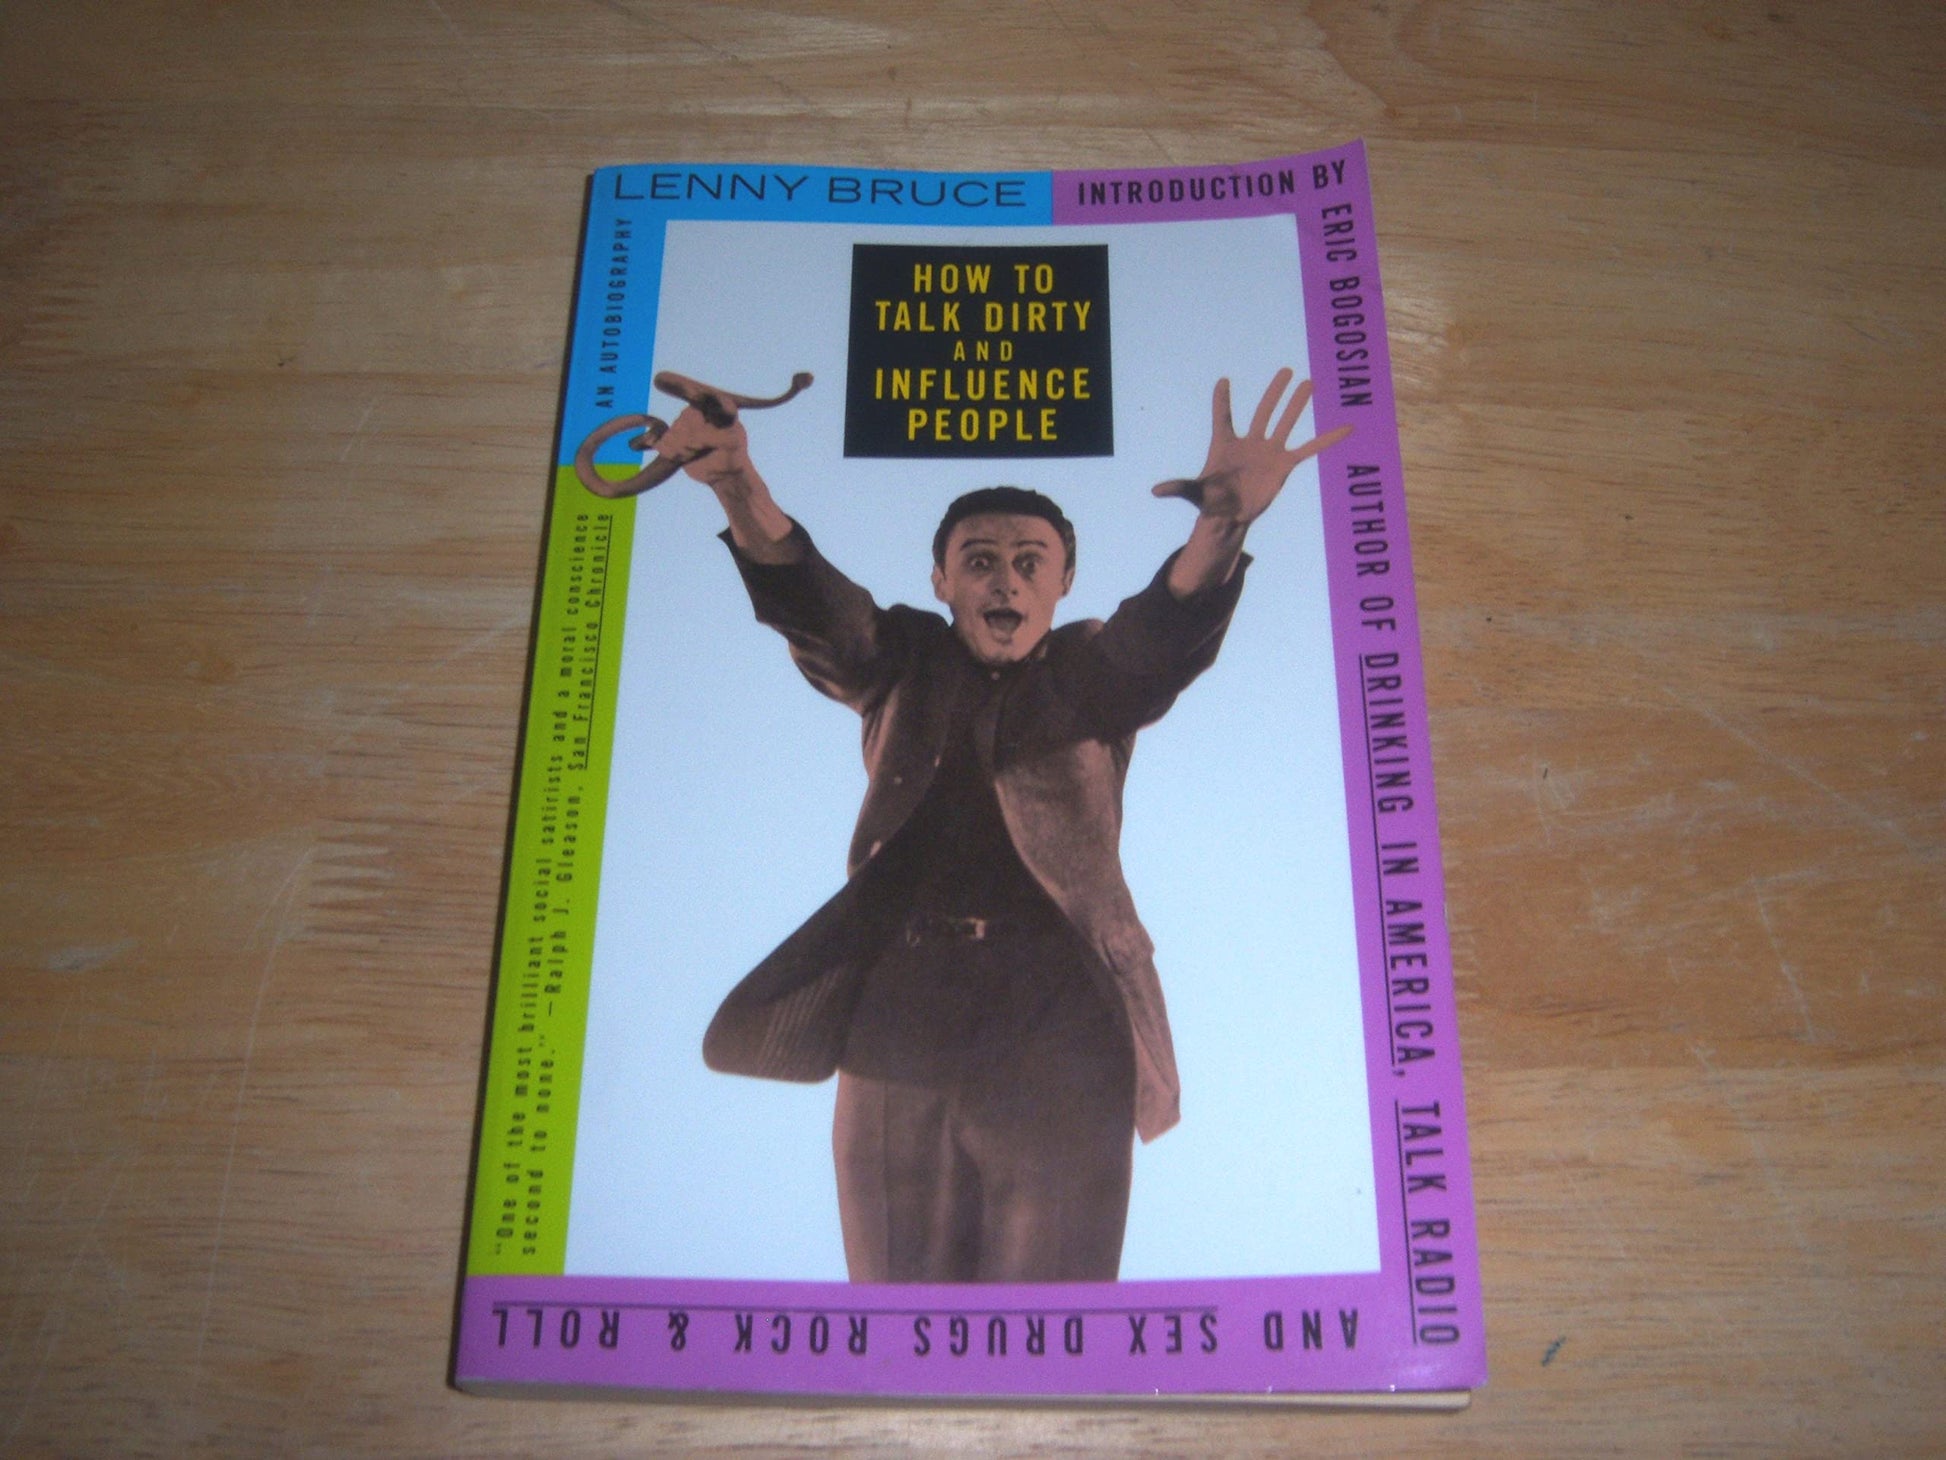 LENNY BRUCE
AN AUTOBIOGRAPHY
INTRODUCTION BY
ERIC BOGOSIAN AUTHOR OF DRINKING IN AMERICA, TALK RADIO
AND SEX DRUGS ROCK & ROLL
HOW TO
TALK DIRTY
AND
INFLUENCE
PEOPLE
"One of the most brilliant social satirists and a moral conscience
second to none." —Ralph J. Gleason, San Francisco Chronicle